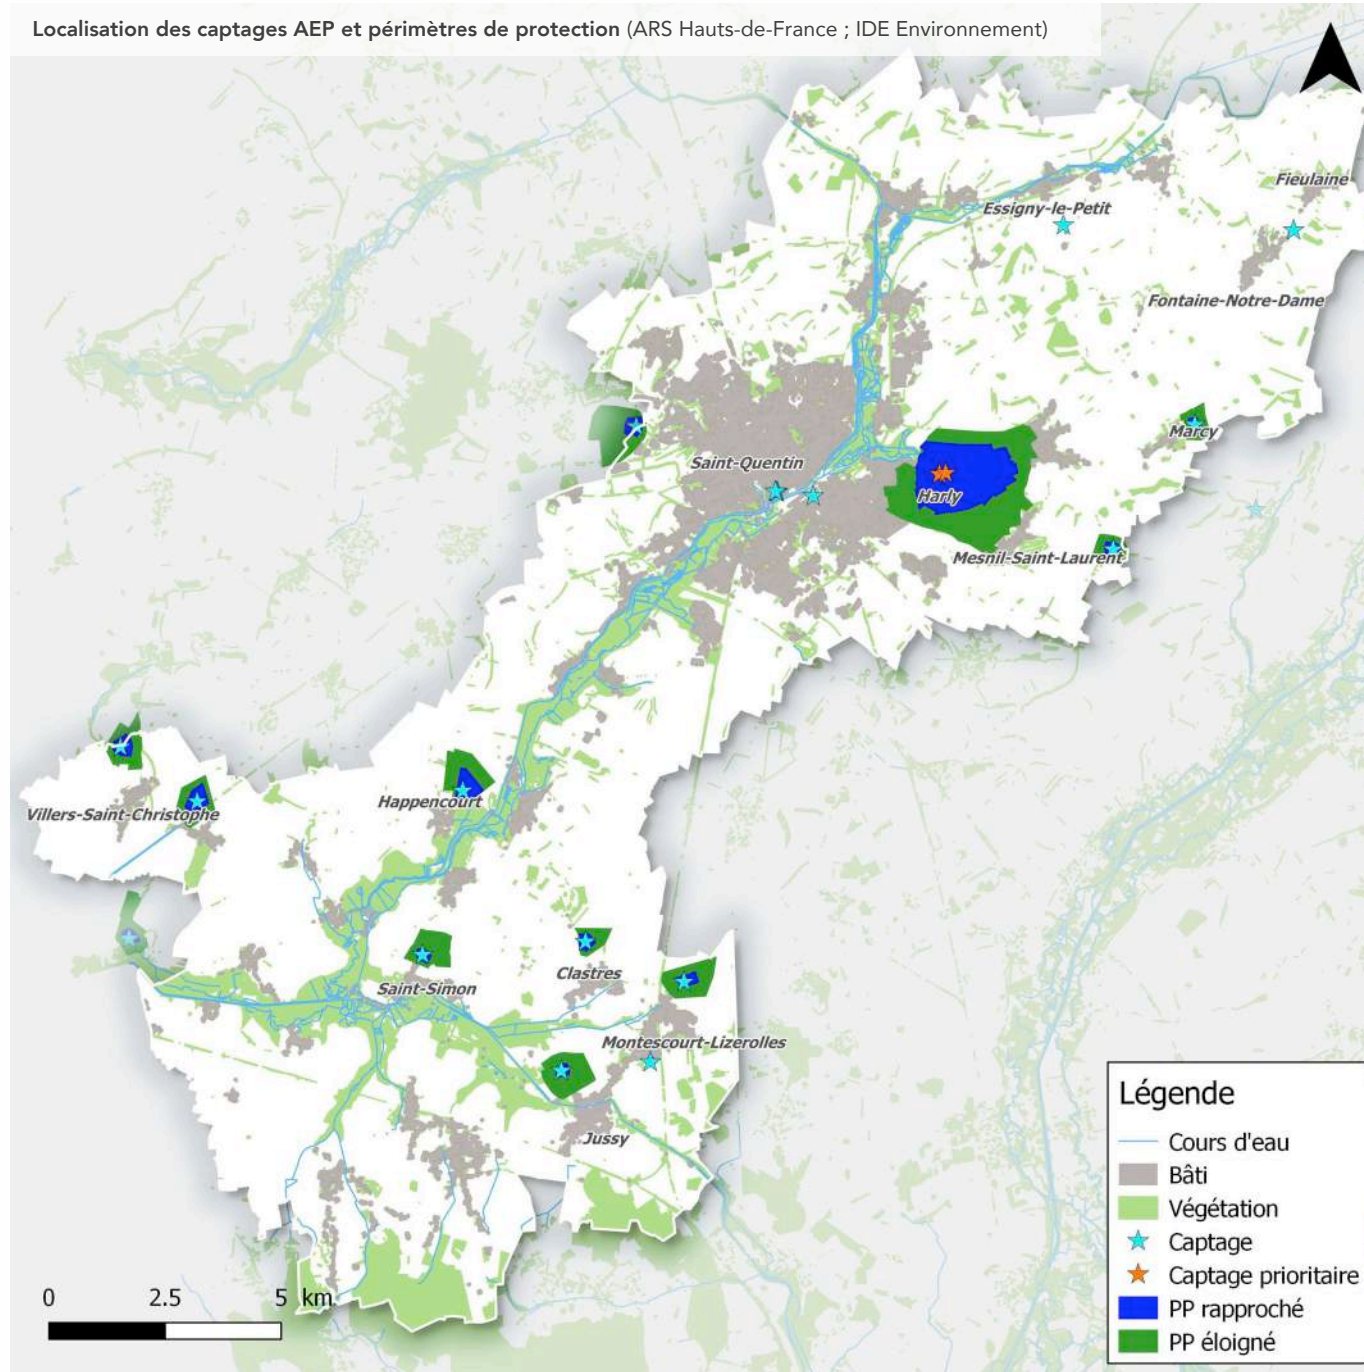 Localisation des captages AEP et périmètres de protection (ARS Hauts-de-France ; IDE Environnement)
Fieulaine
Essigny-le-Petit
Fontaine-Notre-Dame
Marcy
Saint-Quentin
Harly
Mesnil-Saint-Laurent
Happencourt
Villers-Saint-Christophe
Clastres
Saint-Simon
Montescourt-Lizerolles
Jussy
Légende
Cours d'eau
Bâti
Végétation
Captage
Captage prioritaire
PP rapproché
PP éloigné
0 2.5 5 km